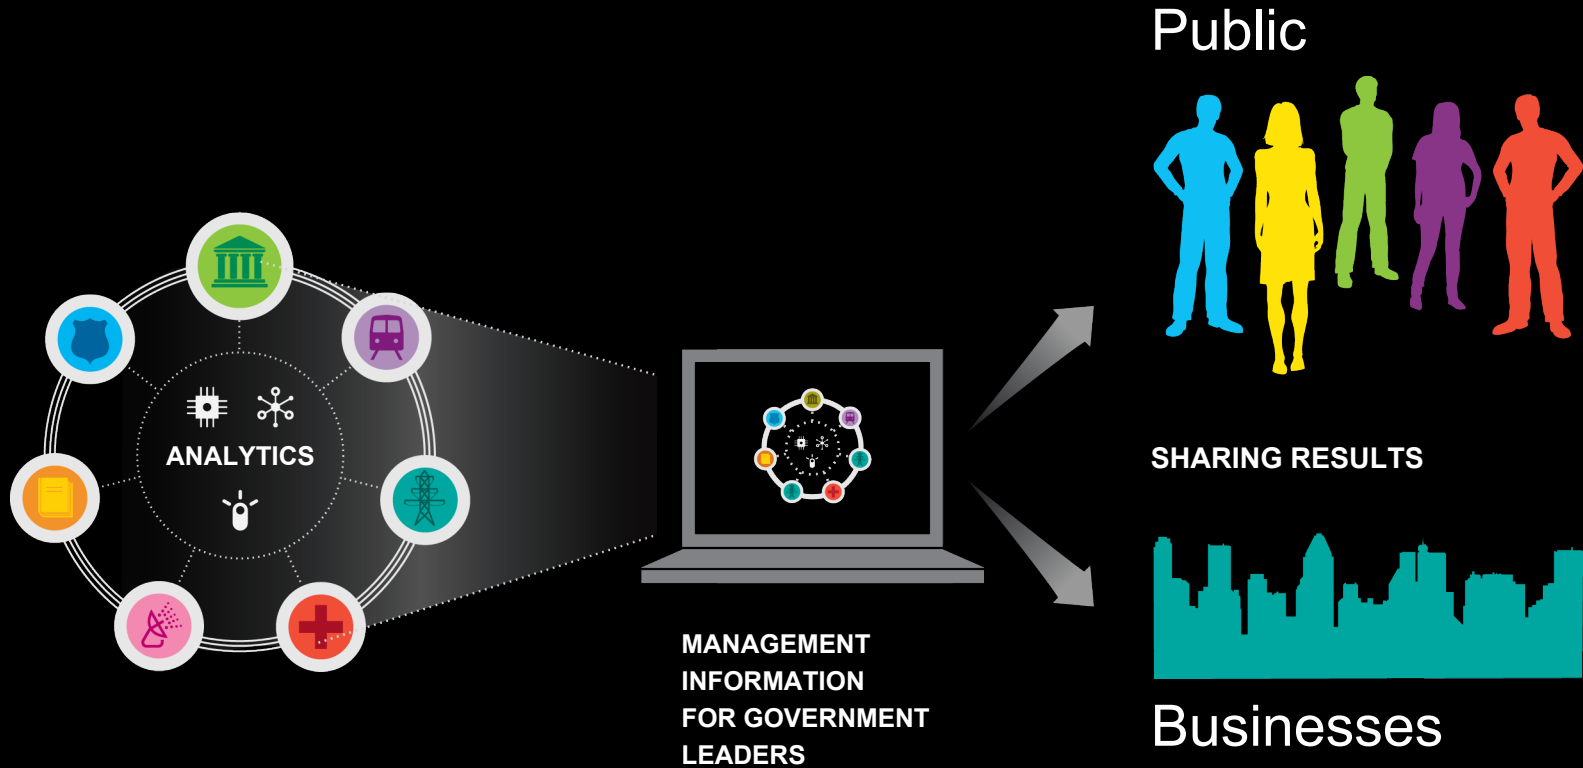 Public
ANALYTICS
SHARING RESULTS
MANAGEMENT
INFORMATION
FOR GOVERNMENT
LEADERS
Businesses